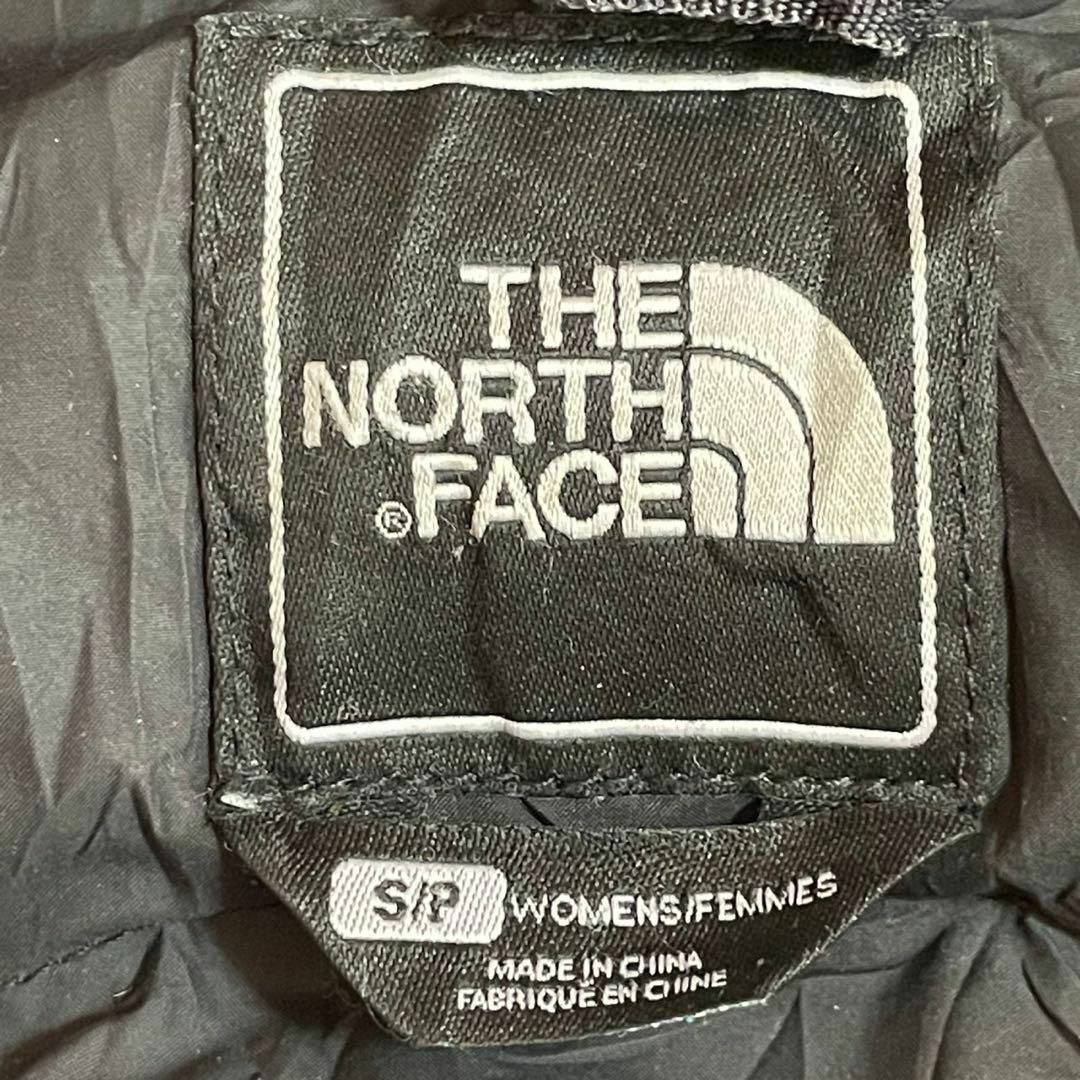 THE
NORTH
FACE
®
S/P WOMENS/FEMMES
MADE IN CHINA
FABRIQUÉ EN CHINE